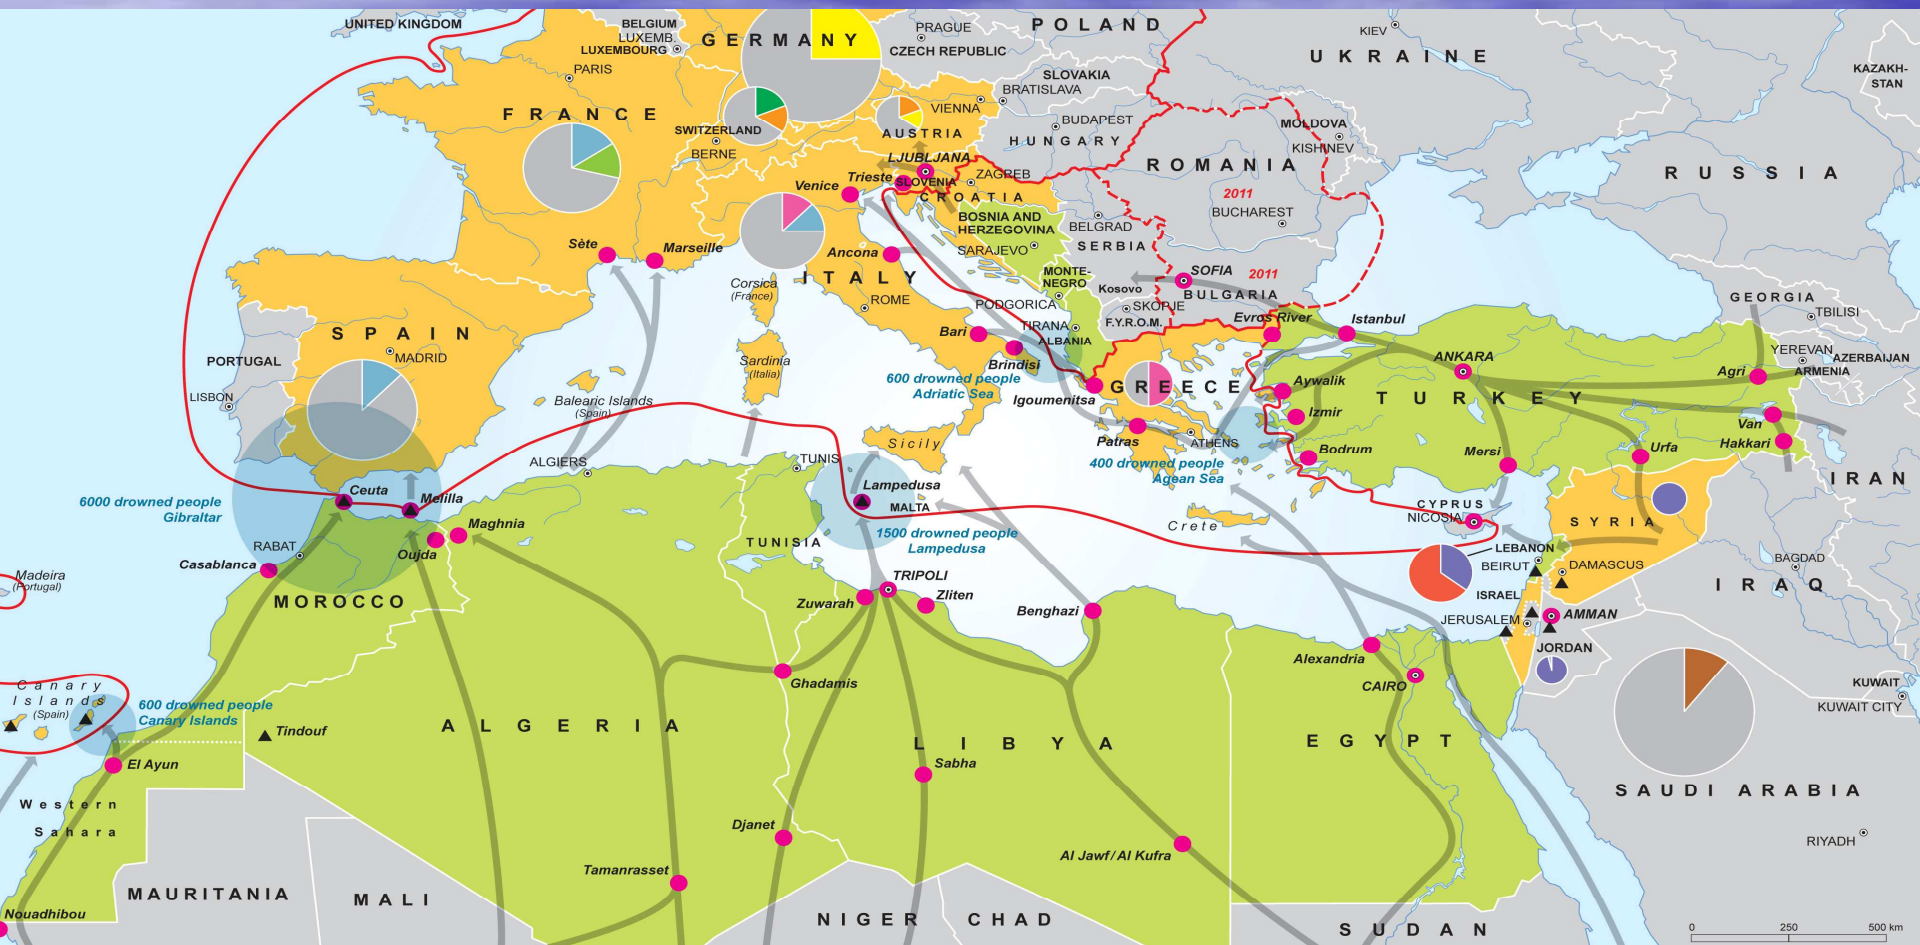 UNITED KINGDOM
BELGIUM
LUXEMB.
LUXEMBOURG
GERMANY
PRAGUE
CZECH REPUBLIC
POLAND
KIEV
UKRAINE
KAZAKH-
STAN
PARIS
SLOVAKIA
BRATISLAVA
FRANCE
VIENNA
AUSTRIA
SWITZERLAND
BERNE
BUDAPEST
HUNGARY
MOLDOVA
KISHINEV
ROMANIA
RUSSIA
LJUBLJANA
Trieste
SLOVENIA
Venice
ZAGREB
CROATIA
2011
BUCHAREST
BOSNIA AND
HERZEGOVINA
SARAJEVO
BELGRAD
SERBIA
Sète
Marseille
Ancona
ITALY
MONTE-
NEGRO
Kosovo
SOFIA
2011
BULGARIA
Corsica
(France)
ROME
PODGORICA
SKOPJE
F.Y.R.O.M.
GEORGIA
TBILISI
SPAIN
MADRID
PORTUGAL
LISBON
Bari
Brindisi
TIRANA
ALBANIA
Evros River
Istanbul
ANKARA
YEREVAN
ARMENIA
AZERBAIJAN
Agri
Sardinia
(Italia)
600 drowned people
Adriatic Sea
Igoumenitsa
GREECE
Aywalik
Izmir
TURKEY
Van
Hakkari
Balearic Islands
(Spain)
Sicily
Patras
ATHENS
Bodrum
Mersi
Urfa
400 drowned people
Agean Sea
ALGIERS
TUNIS
IRAN
6000 drowned people
Gibraltar
Ceuta
Melilla
Lampedusa
MALTA
Crete
CYPRUS
NICOSIA
SYRIA
Maghnia
Oujda
RABAT
Casablanca
TUNISIA
1500 drowned people
Lampedusa
LEBANON
BEIRUT
DAMASCUS
BAGDAD
IRAQ
Madeira
(Portugal)
MOROCCO
TRIPOLI
Zuwarah
Zliten
Benghazi
ISRAEL
JERUSALEM
AMMAN
JORDAN
Alexandria
CAIRO
Ghadamis
Canary
Islands
(Spain)
600 drowned people
Canary Islands
Tindouf
ALGERIA
LIBYA
EGYPT
KUWAIT
KUWAIT CITY
El Ayun
Sabha
SAUDI ARABIA
Western
Sahara
Djanet
Al Jawf/Al Kufra
RIYADH
Tamanrasset
MAURITANIA
MALI
NIGER
CHAD
SUDAN
Nouadhibou
0 250 500 km